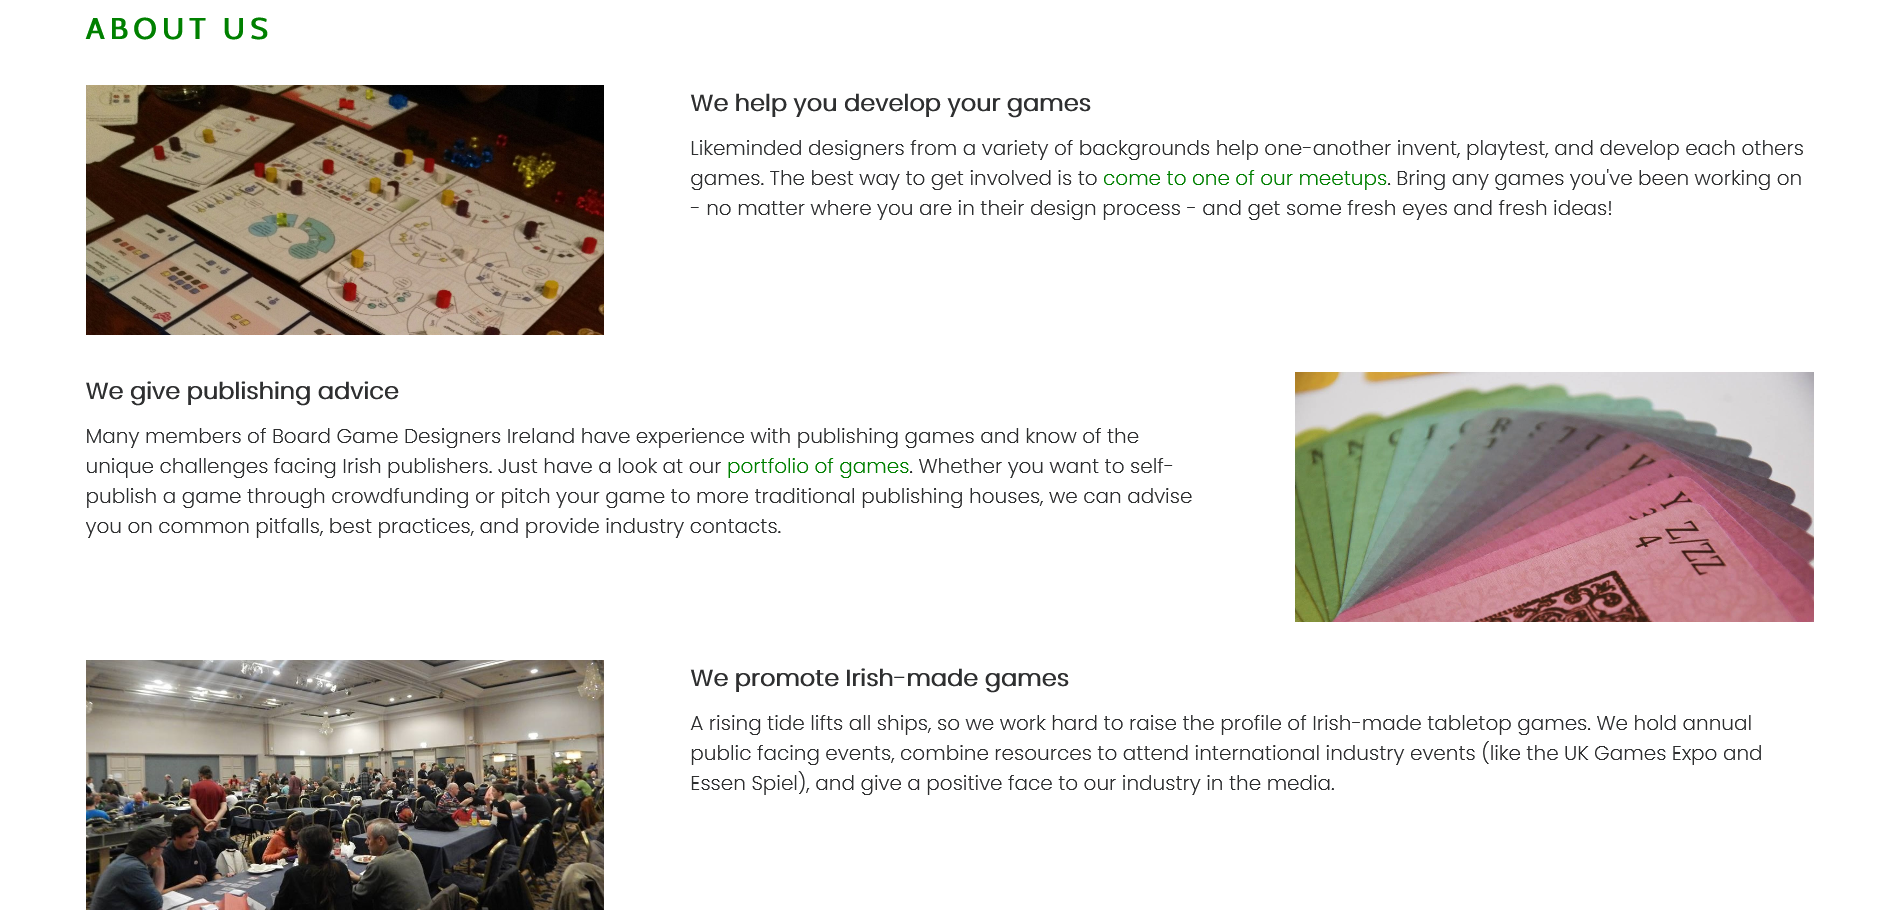 ABOUT US
We help you develop your games
Likeminded designers from a variety of backgrounds help one-another invent, playtest, and develop each others
games. The best way to get involved is to come to one of our meetups. Bring any games you've been working on
- no matter where you are in their design process - and get some fresh eyes and fresh ideas!
We give publishing advice
Many members of Board Game Designers Ireland have experience with publishing games and know of the
unique challenges facing Irish publishers. Just have a look at our portfolio of games. Whether you want to self-
publish a game through crowdfunding or pitch your game to more traditional publishing houses, we can advise
you on common pitfalls, best practices, and provide industry contacts.
Y
Z/ZZ
4
We promote Irish-made games
A rising tide lifts all ships, so we work hard to raise the profile of Irish-made tabletop games. We hold annual
public facing events, combine resources to attend international industry events (like the UK Games Expo and
Essen Spiel), and give a positive face to our industry in the media.